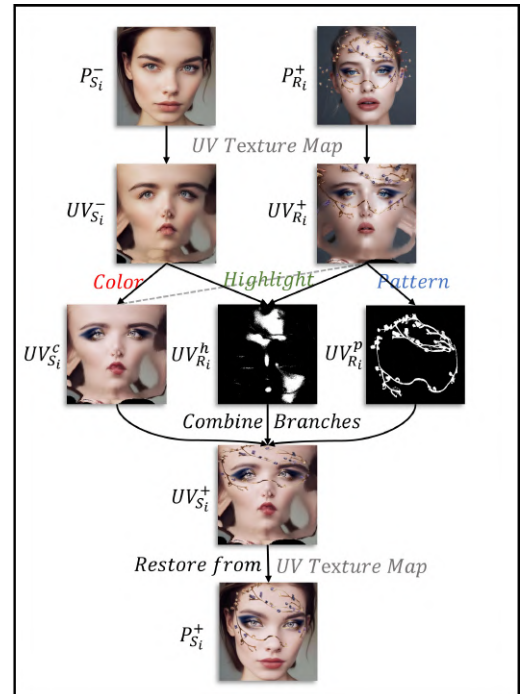 P_{S_i}^- P_{R_i}^+
UV Texture Map
UV_{S_i}^- UV_{R_i}^+
Color Highlight Pattern
UV_{S_i}^c UV_{R_i}^h UV_{R_i}^p
Combine Branches
UV_{S_i}^+
Restore from UV Texture Map
P_{S_i}^+